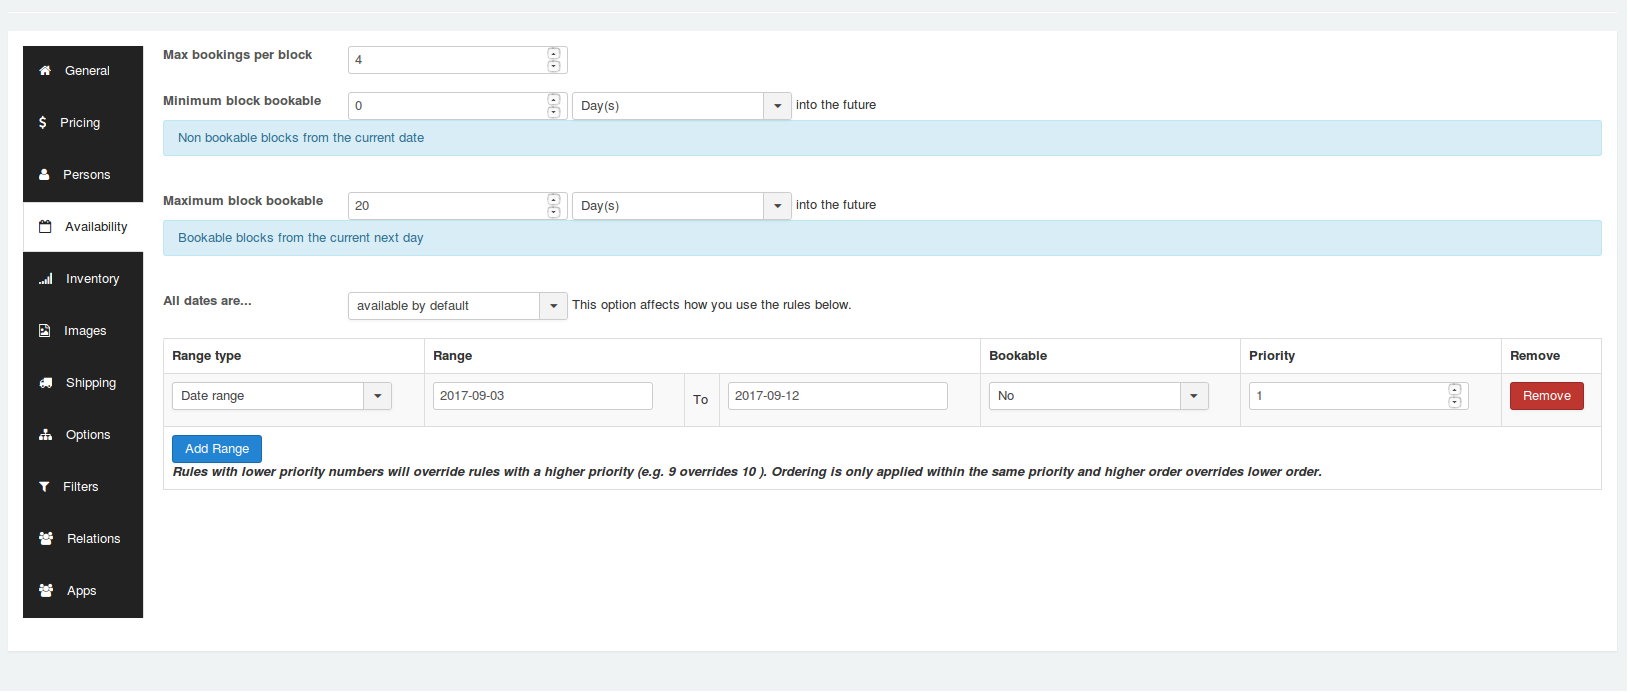 General
Pricing
Persons
Availability
Inventory
Images
Shipping
Options
Filters
Relations
Apps
Max bookings per block
4
Minimum block bookable
0 Day(s) into the future
Non bookable blocks from the current date
Maximum block bookable
20 Day(s) into the future
Bookable blocks from the current next day
All dates are...
available by default This option affects how you use the rules below.
Range type Range Bookable Priority Remove
Date range 2017-09-03 To 2017-09-12 No 1 Remove
Add Range
Rules with lower priority numbers will override rules with a higher priority (e.g. 9 overrides 10 ). Ordering is only applied within the same priority and higher order overrides lower order.